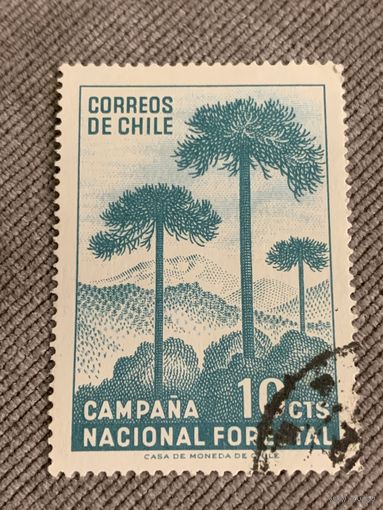 CORREOS
DE CHILE
CAMPAÑA 10 CTS
NACIONAL FORESTAL
CASA DE MONEDA DE CHILE